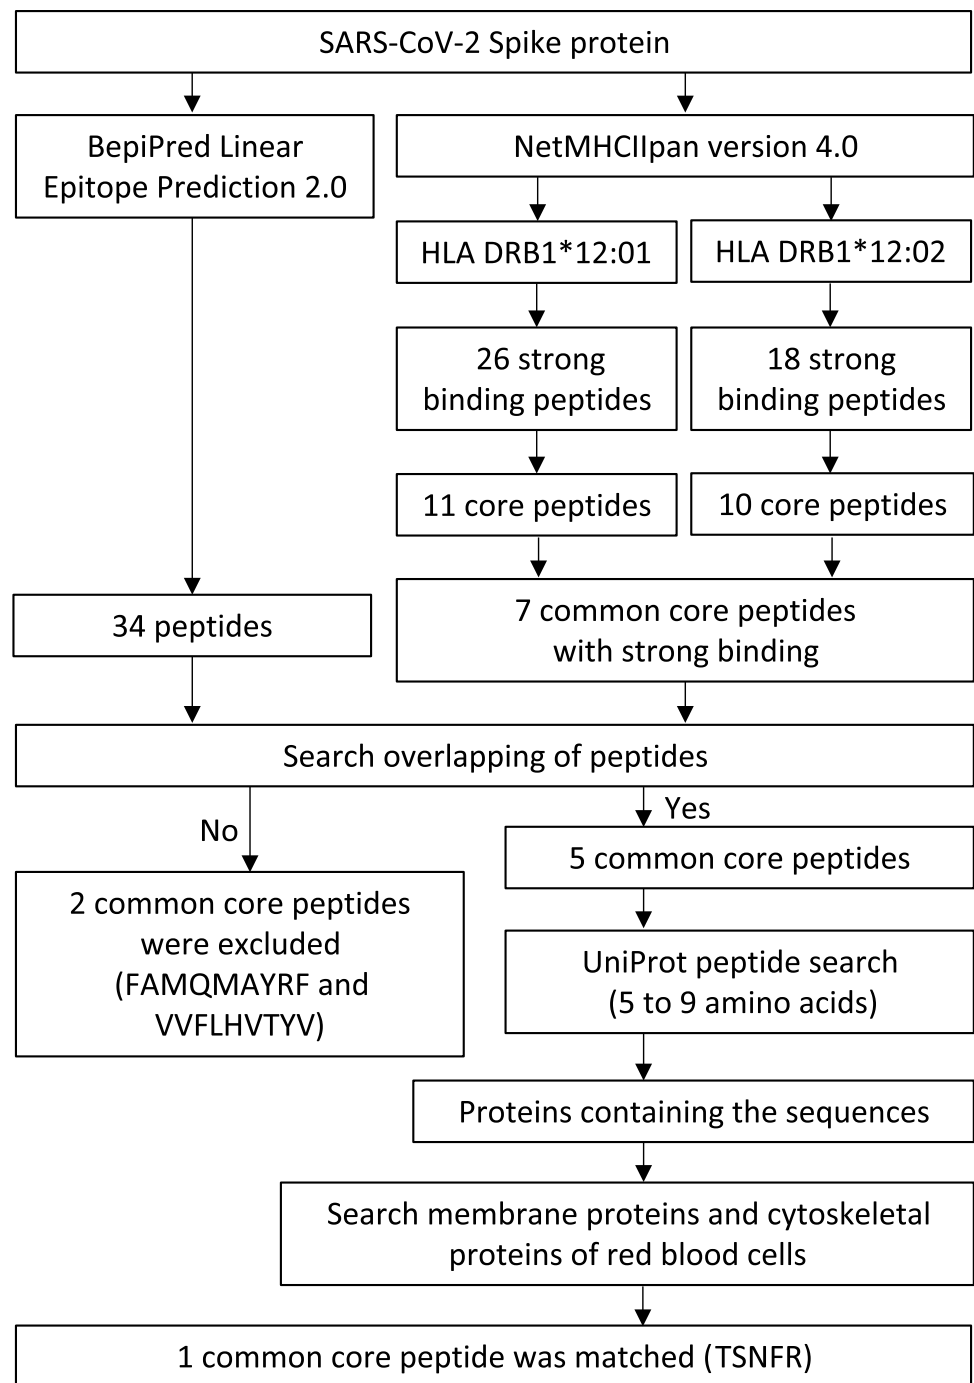 SARS-CoV-2 Spike protein
BepiPred Linear
Epitope Prediction 2.0
NetMHCIIpan version 4.0
HLA DRB1*12:01
HLA DRB1*12:02
26 strong
binding peptides
18 strong
binding peptides
11 core peptides
10 core peptides
34 peptides
7 common core peptides
with strong binding
Search overlapping of peptides
No
Yes
2 common core peptides
were excluded
(FAMQMAYRF and
VVFLHVTYV)
5 common core peptides
UniProt peptide search
(5 to 9 amino acids)
Proteins containing the sequences
Search membrane proteins and cytoskeletal
proteins of red blood cells
1 common core peptide was matched (TSNFR)